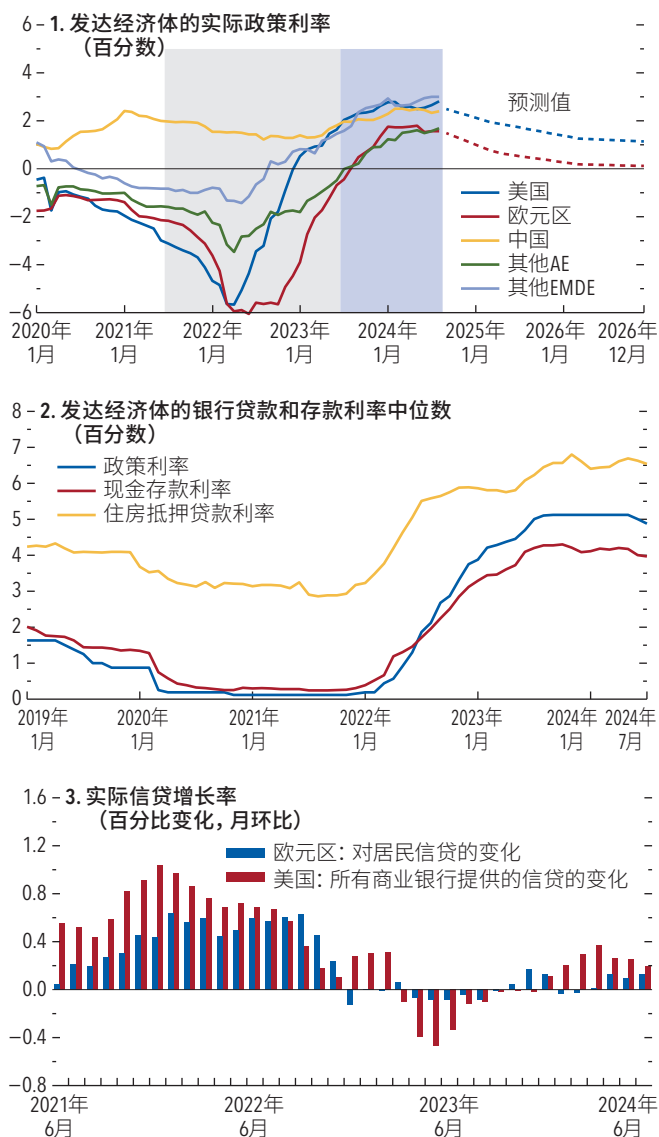 1. 发达经济体的实际政策利率
（百分数）
6
4
2
0
−2
−4
−6
预测值
美国
欧元区
中国
其他AE
其他EMDE
2020年
1月
2021年
1月
2022年
1月
2023年
1月
2024年
1月
2025年
1月
2026年
1月
2026年
12月
2. 发达经济体的银行贷款和存款利率中位数
（百分数）
8
7
6
5
4
3
2
1
0
政策利率
现金存款利率
住房抵押贷款利率
2019年
1月
2020年
1月
2021年
1月
2022年
1月
2023年
1月
2024年
1月
2024年
7月
3. 实际信贷增长率
（百分比变化，月环比）
1.6
1.2
0.8
0.4
0.0
−0.4
−0.8
欧元区：对居民信贷的变化
美国：所有商业银行提供的信贷的变化
2021年
6月
2022年
6月
2023年
6月
2024年
6月